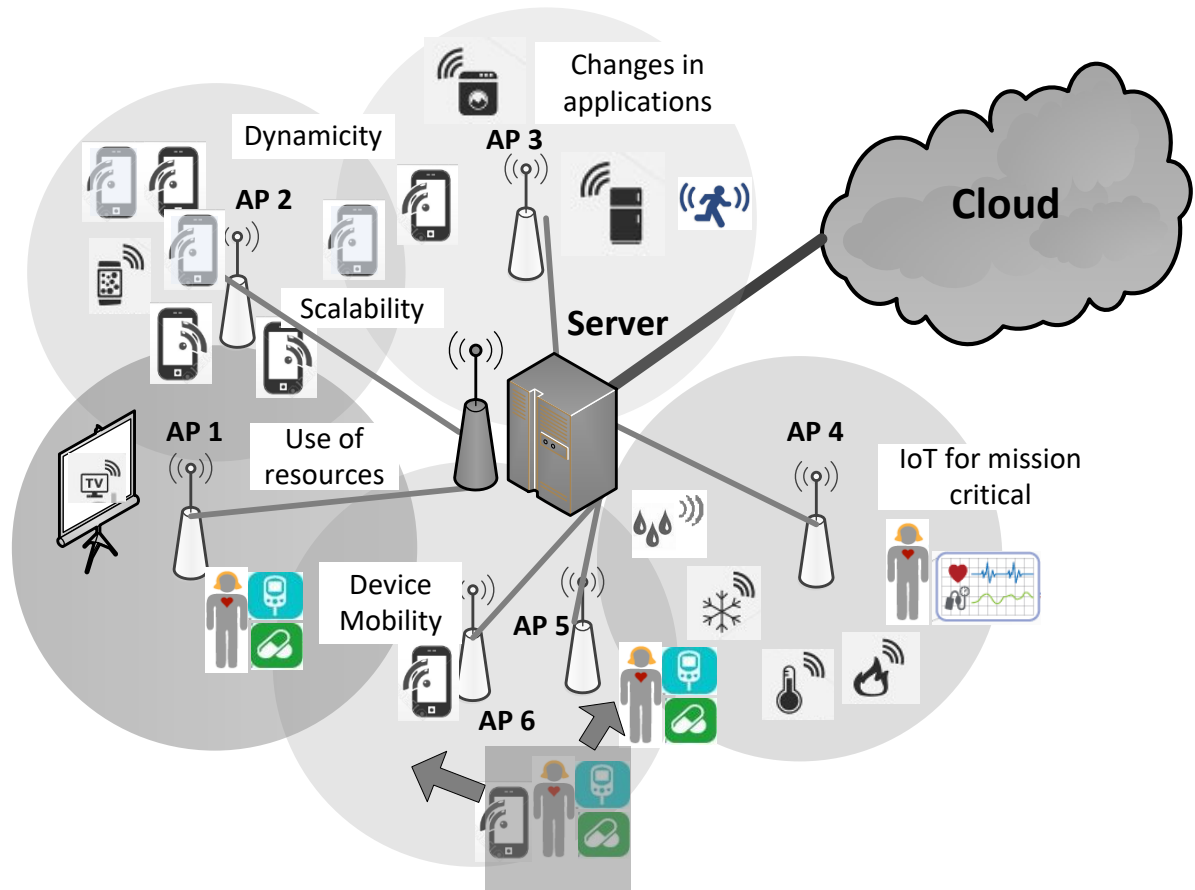 Changes in
applications
Dynamicity
AP 3
AP 2
Cloud
Scalability
Server
AP 1
Use of
resources
AP 4
IoT for mission
critical
TV
Device
Mobility
AP 5
AP 6